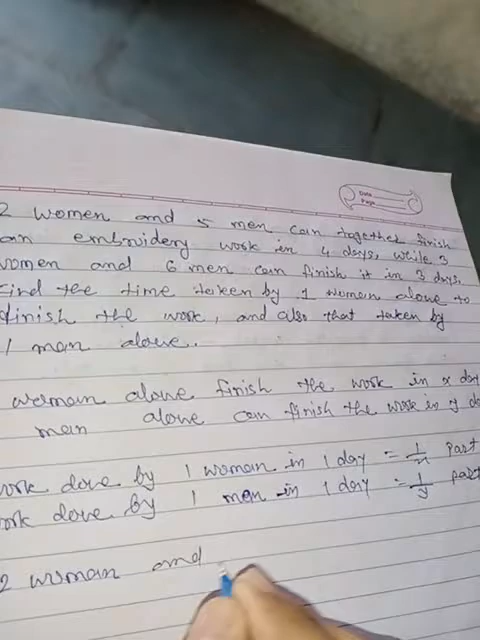 Date
Page
2 women and 5 men can together finish
an embroidery work in 4 days, while 3
women and 6 men can finish it in 3 days,
Find the time taken by 1 women alone to
finish the work, and also that taken by
1 man alone.
woman alone finish the work in x day
man alone can finish the work in y da
work done by 1 woman in 1 day = 1/x part
work done by 1 men in 1 day = 1/y part
2 woman and